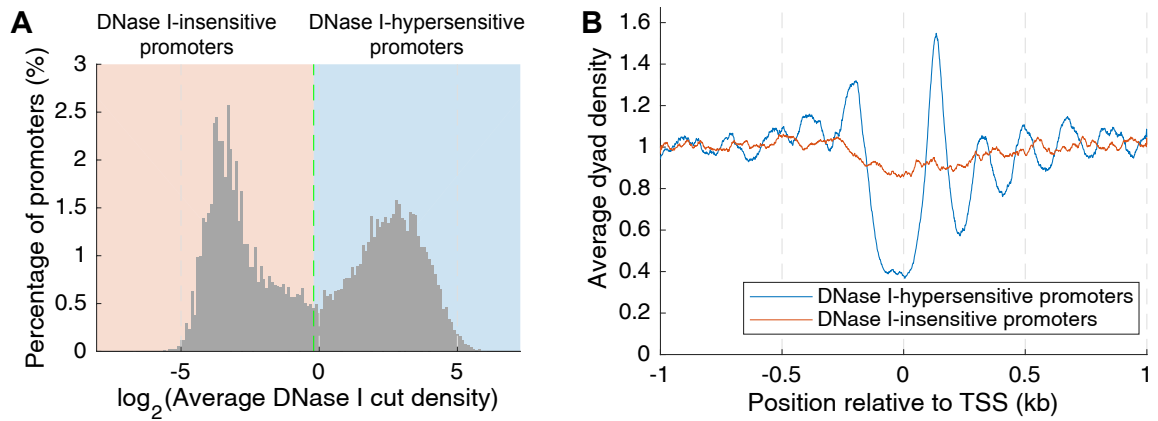 A
DNase I-insensitive
promoters
DNase I-hypersensitive
promoters
3
2.5
2
1.5
1
0.5
0
Percentage of promoters (%)
-5
0
5
log2(Average DNase I cut density)
B
1.6
1.4
1.2
1
0.8
0.6
0.4
0.2
0
Average dyad density
DNase I-hypersensitive promoters
DNase I-insensitive promoters
-1
-0.5
0
0.5
1
Position relative to TSS (kb)